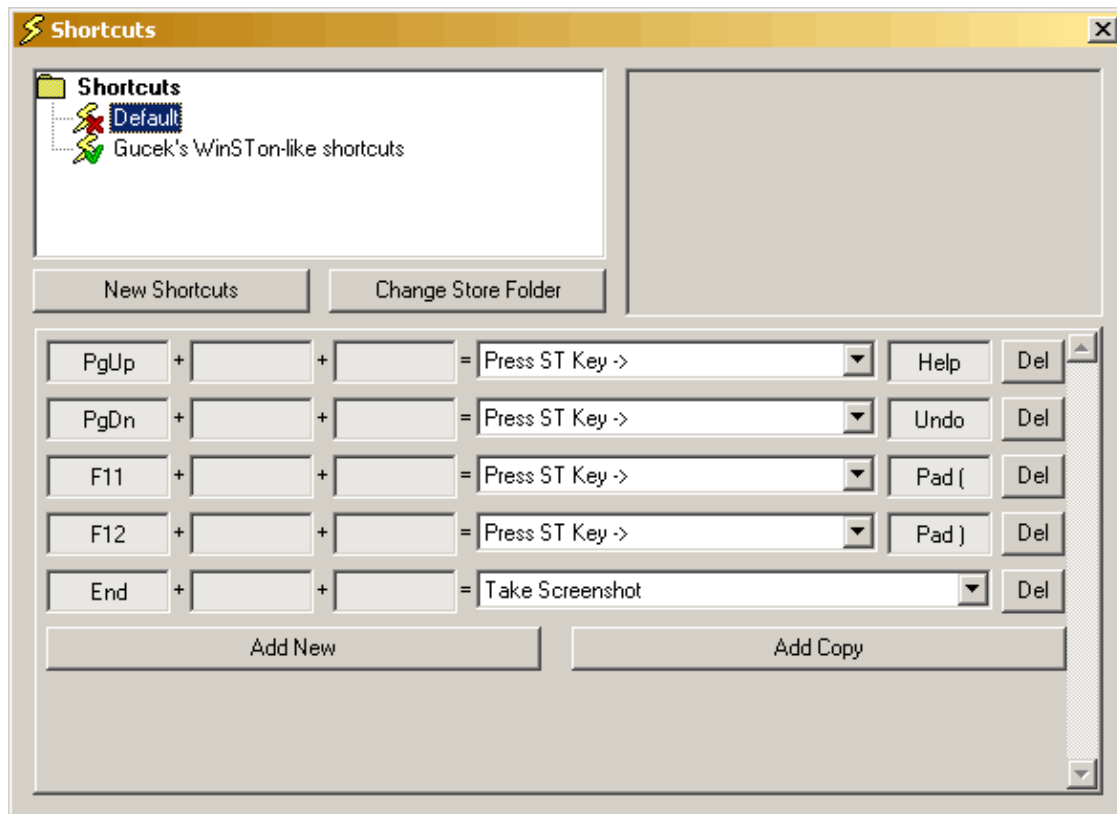 Shortcuts
Shortcuts
Default
Gucek's WinSTon-like shortcuts
New Shortcuts Change Store Folder
PgUp + + = Press ST Key -> Help Del
PgDn + + = Press ST Key -> Undo Del
F11 + + = Press ST Key -> Pad ( Del
F12 + + = Press ST Key -> Pad ) Del
End + + = Take Screenshot Del
Add New Add Copy